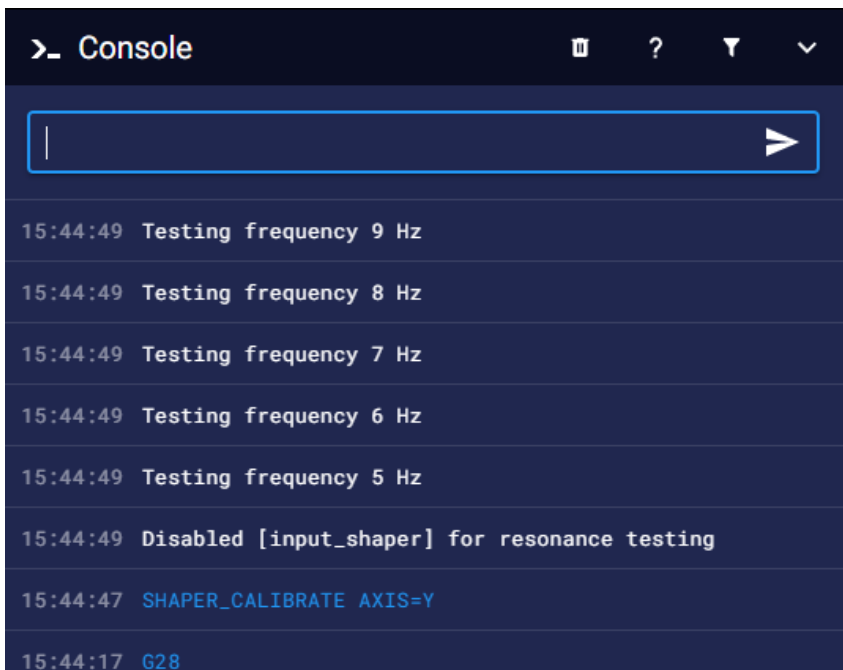 Console
?
15:44:49 Testing frequency 9 Hz
15:44:49 Testing frequency 8 Hz
15:44:49 Testing frequency 7 Hz
15:44:49 Testing frequency 6 Hz
15:44:49 Testing frequency 5 Hz
15:44:49 Disabled [input_shaper] for resonance testing
15:44:47 SHAPER_CALIBRATE AXIS=Y
15:44:17 G28